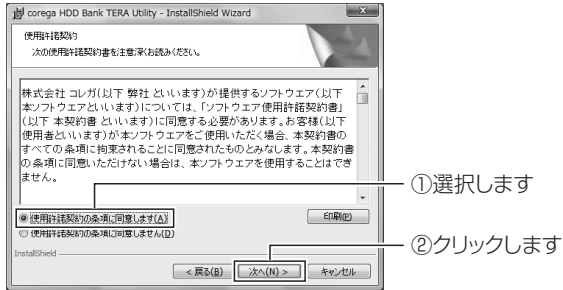 corega HDD Bank TERA Utility - InstallShield Wizard
使用許諾契約
次の使用許諾契約書を注意深くお読みください。
株式会社 コレガ(以下 弊社 といいます)が提供するソフトウエア(以下
本ソフトウエアといいます)については、「ソフトウエア使用許諾契約書」
(以下 本契約書 といいます)に同意する必要があります。お客様(以下
使用者といいます)が本ソフトウエアをご使用いただく場合、本契約書の
すべての条項に拘束されることに同意されたものとみなします。本契約書
の条項に同意いただけない場合は、本ソフトウエアを使用することはでき
ません。
①選択します
使用許諾契約の条項に同意します(A)
印刷(P)
使用許諾契約の条項に同意しません(D)
②クリックします
InstallShield
< 戻る(B)
次へ(N) >
キャンセル